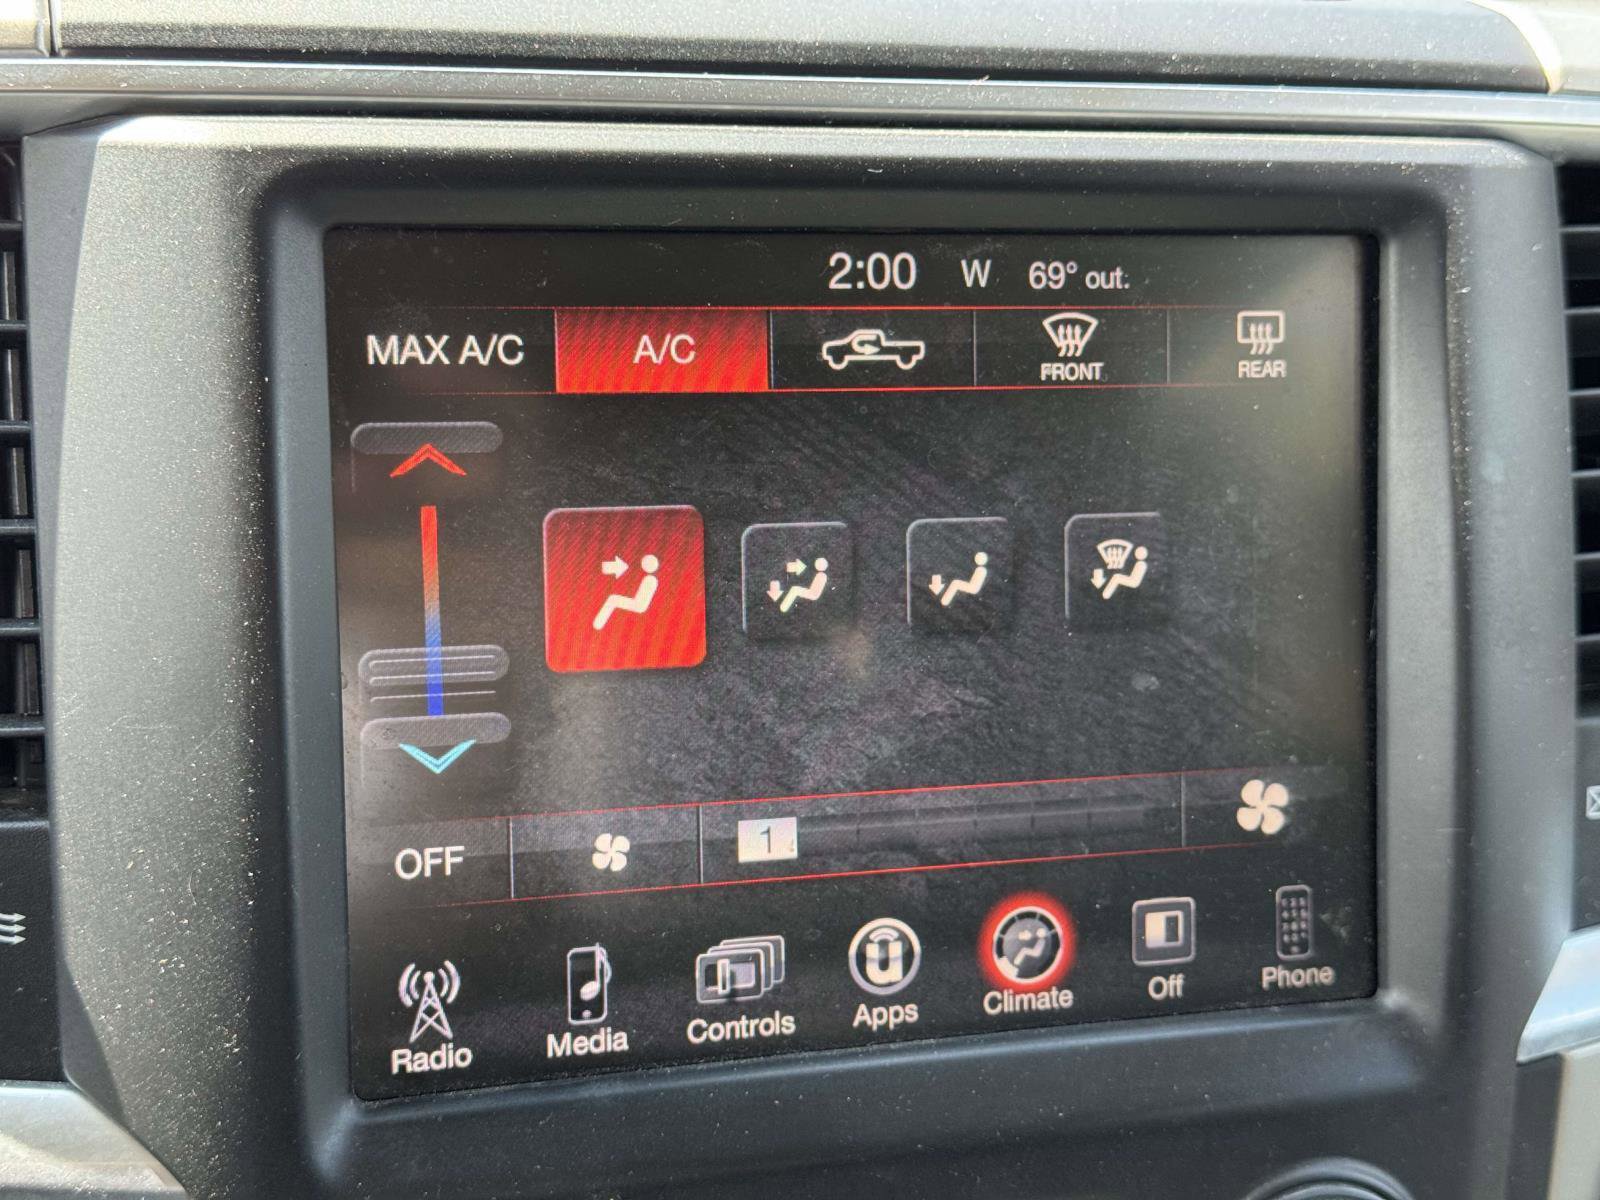 2:00 W 69° out.
MAX A/C A/C FRONT REAR
OFF 1
Radio Media Controls Apps Climate Off Phone